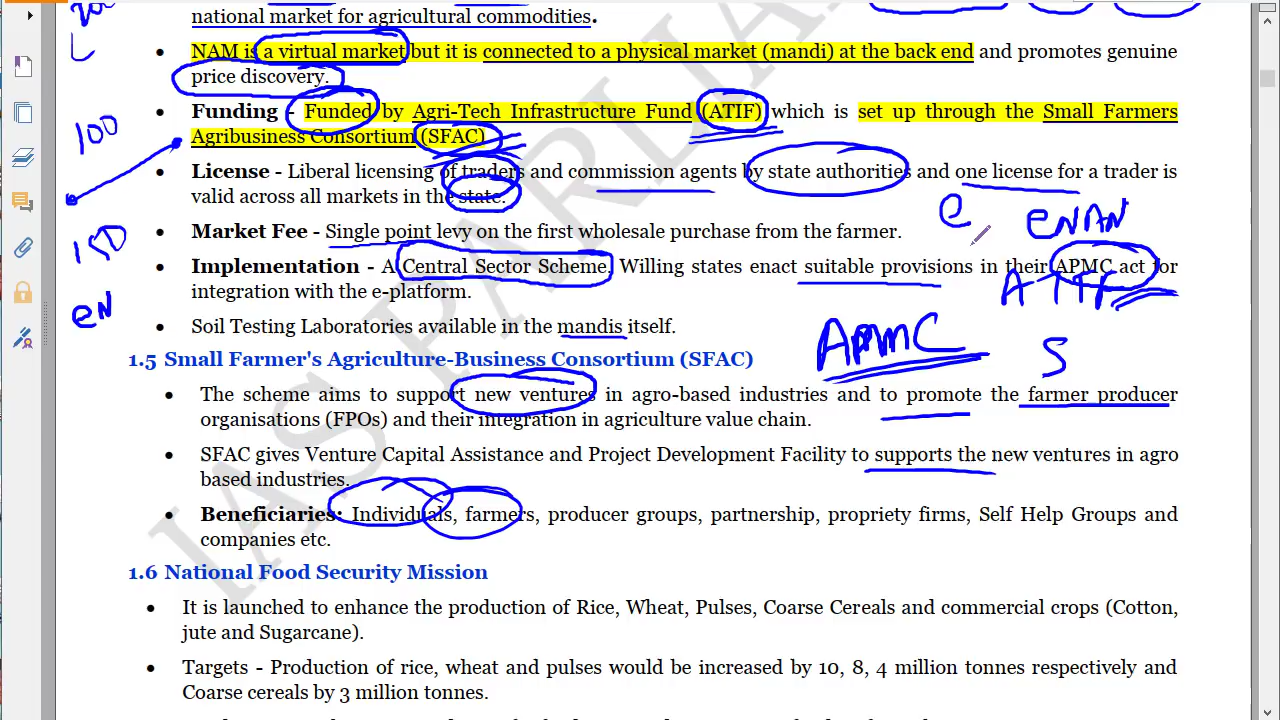 national market for agricultural commodities.
• NAM is a virtual market but it is connected to a physical market (mandi) at the back end and promotes genuine
price discovery.
100
• Funding - Funded by Agri-Tech Infrastructure Fund (ATIF) which is set up through the Small Farmers
Agribusiness Consortium (SFAC)
• License - Liberal licensing of traders and commission agents by state authorities and one license for a trader is
valid across all markets in the state.
e eNAM
• Market Fee - Single point levy on the first wholesale purchase from the farmer.
150
• Implementation - A Central Sector Scheme. Willing states enact suitable provisions in their APMC act for
integration with the e-platform.
ATIF
eN
• Soil Testing Laboratories available in the mandis itself.
APMC
S
1.5 Small Farmer's Agriculture-Business Consortium (SFAC)
• The scheme aims to support new ventures in agro-based industries and to promote the farmer producer
organisations (FPOs) and their integration in agriculture value chain.
• SFAC gives Venture Capital Assistance and Project Development Facility to supports the new ventures in agro
based industries.
• Beneficiaries: Individuals, farmers, producer groups, partnership, propriety firms, Self Help Groups and
companies etc.
1.6 National Food Security Mission
• It is launched to enhance the production of Rice, Wheat, Pulses, Coarse Cereals and commercial crops (Cotton,
jute and Sugarcane).
• Targets - Production of rice, wheat and pulses would be increased by 10, 8, 4 million tonnes respectively and
Coarse cereals by 3 million tonnes.
IAS PARLIA